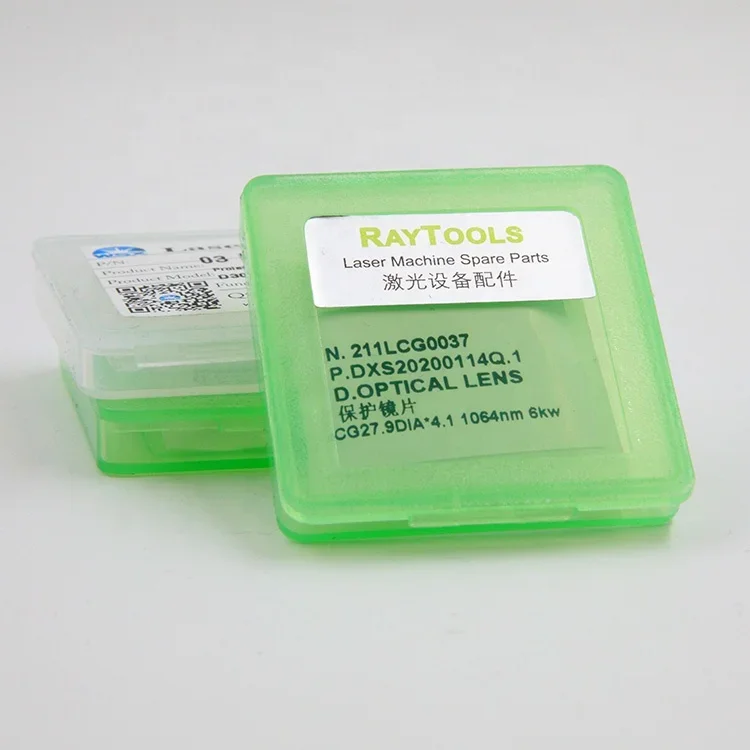 RAYTOOLS
Laser Machine Spare Parts
激光设备配件
N. 211LCG0037
P.DXS20200114Q.1
D.OPTICAL LENS
保护镜片
CG27.9DIA*4.1 1064nm 6kw
WSX
P/N 03
Product Name
Product Model